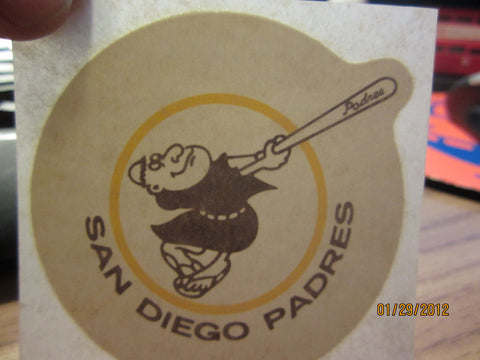 Padres
SAN DIEGO PADRES
01/29/2012